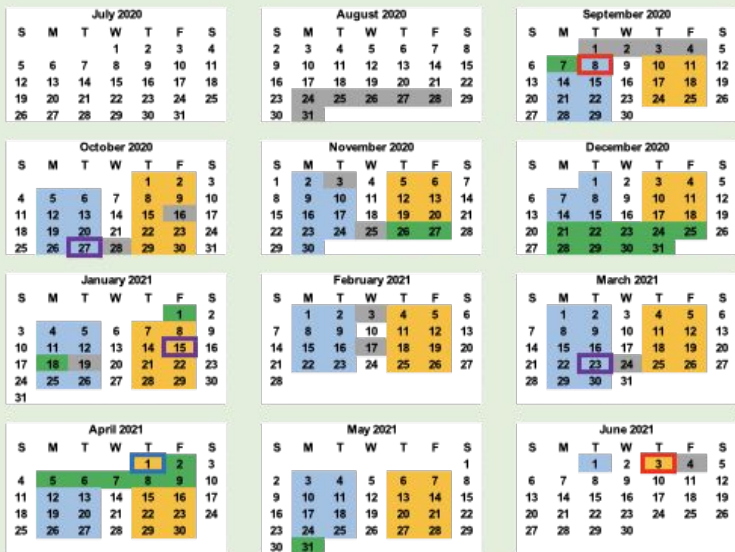 July 2020
S M T W T F S
1 2 3 4
5 6 7 8 9 10 11
12 13 14 15 16 17 18
19 20 21 22 23 24 25
26 27 28 29 30 31
August 2020
S M T W T F S
2 3 4 5 6 7 8
9 10 11 12 13 14 15
16 17 18 19 20 21 22
23 24 25 26 27 28 29
31
September 2020
S M T W T F S
1 2 3 4 5
6 7 8 9 10 11 12
13 14 15 16 17 18 19
20 21 22 23 24 25 26
27 28 29 30
October 2020
S M T W T F S
1 2 3
4 5 6 7 8 9 10
11 12 13 14 15 16 17
18 19 20 21 22 23 24
25 26 27 28 29 30 31
November 2020
S M T W T F S
1 2 3 4 5 6 7
8 9 10 11 12 13 14
15 16 17 18 19 20 21
22 23 24 25 26 27 28
29 30
December 2020
S M T W T F S
1 2 3 4 5
6 7 8 9 10 11 12
13 14 15 16 17 18 19
20 21 22 23 24 25 26
27 28 29 30 31
January 2021
S M T W T F S
1 2
3 4 5 6 7 8 9
10 11 12 13 14 15 16
17 18 19 20 21 22 23
24 25 26 27 28 29 30
31
February 2021
S M T W T F S
1 2 3 4 5 6
7 8 9 10 11 12 13
14 15 16 17 18 19 20
21 22 23 24 25 26 27
28
March 2021
S M T W T F S
1 2 3 4 5 6
7 8 9 10 11 12 13
14 15 16 17 18 19 20
21 22 23 24 25 26 27
28 29 30 31
April 2021
S M T W T F S
1 2 3
4 5 6 7 8 9 10
11 12 13 14 15 16 17
18 19 20 21 22 23 24
25 26 27 28 29 30
May 2021
S M T W T F S
1
2 3 4 5 6 7 8
9 10 11 12 13 14 15
16 17 18 19 20 21 22
23 24 25 26 27 28 29
30 31
June 2021
S M T W T F S
1 2 3 4 5
6 7 8 9 10 11 12
13 14 15 16 17 18 19
20 21 22 23 24 25 26
27 28 29 30